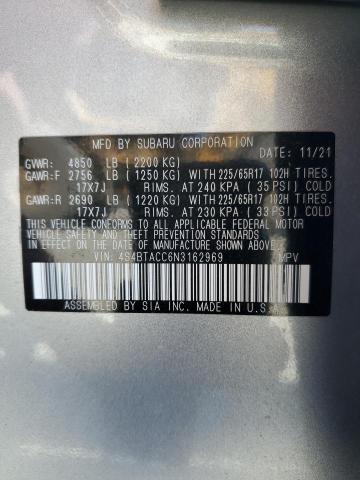 MFD BY SUBARU CORPORATION
DATE: 11/21
GVWR: 4850 LB (2200 KG)
GAWR:F 2756 LB (1250 KG) WITH 225/65R17 102H TIRES.
17X7J RIMS. AT 240 KPA (35 PSI) COLD
GAWR:R 2690 LB (1220 KG) WITH 225/65R17 102H TIRES.
17X7J RIMS. AT 230 KPA (33 PSI) COLD
THIS VEHICLE CONFORMS TO ALL APPLICABLE FEDERAL MOTOR
VEHICLE SAFETY, BUMPER, AND THEFT PREVENTION STANDARDS
IN EFFECT ON THE DATE OF MANUFACTURE SHOWN ABOVE.
VIN: 4S4BTACC6N3162969 MPV
ASSEMBLED BY SIA INC. MADE IN U.S.A.